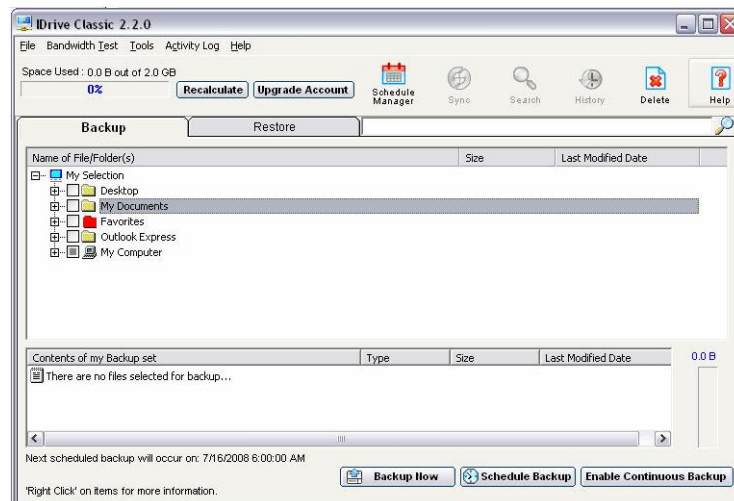 IDrive Classic 2.2.0
File Bandwidth Test Tools Activity Log Help
Space Used : 0.0 B out of 2.0 GB
0%
Recalculate
Upgrade Account
Schedule Manager
Sync
Search
History
Delete
Help
Backup
Restore
Name of File/Folder(s) Size Last Modified Date
My Selection
Desktop
My Documents
Favorites
Outlook Express
My Computer
Contents of my Backup set Type Size Last Modified Date
0.0 B
There are no files selected for backup...
Next scheduled backup will occur on: 7/16/2008 6:00:00 AM
Backup Now
Schedule Backup
Enable Continuous Backup
'Right Click' on items for more information.